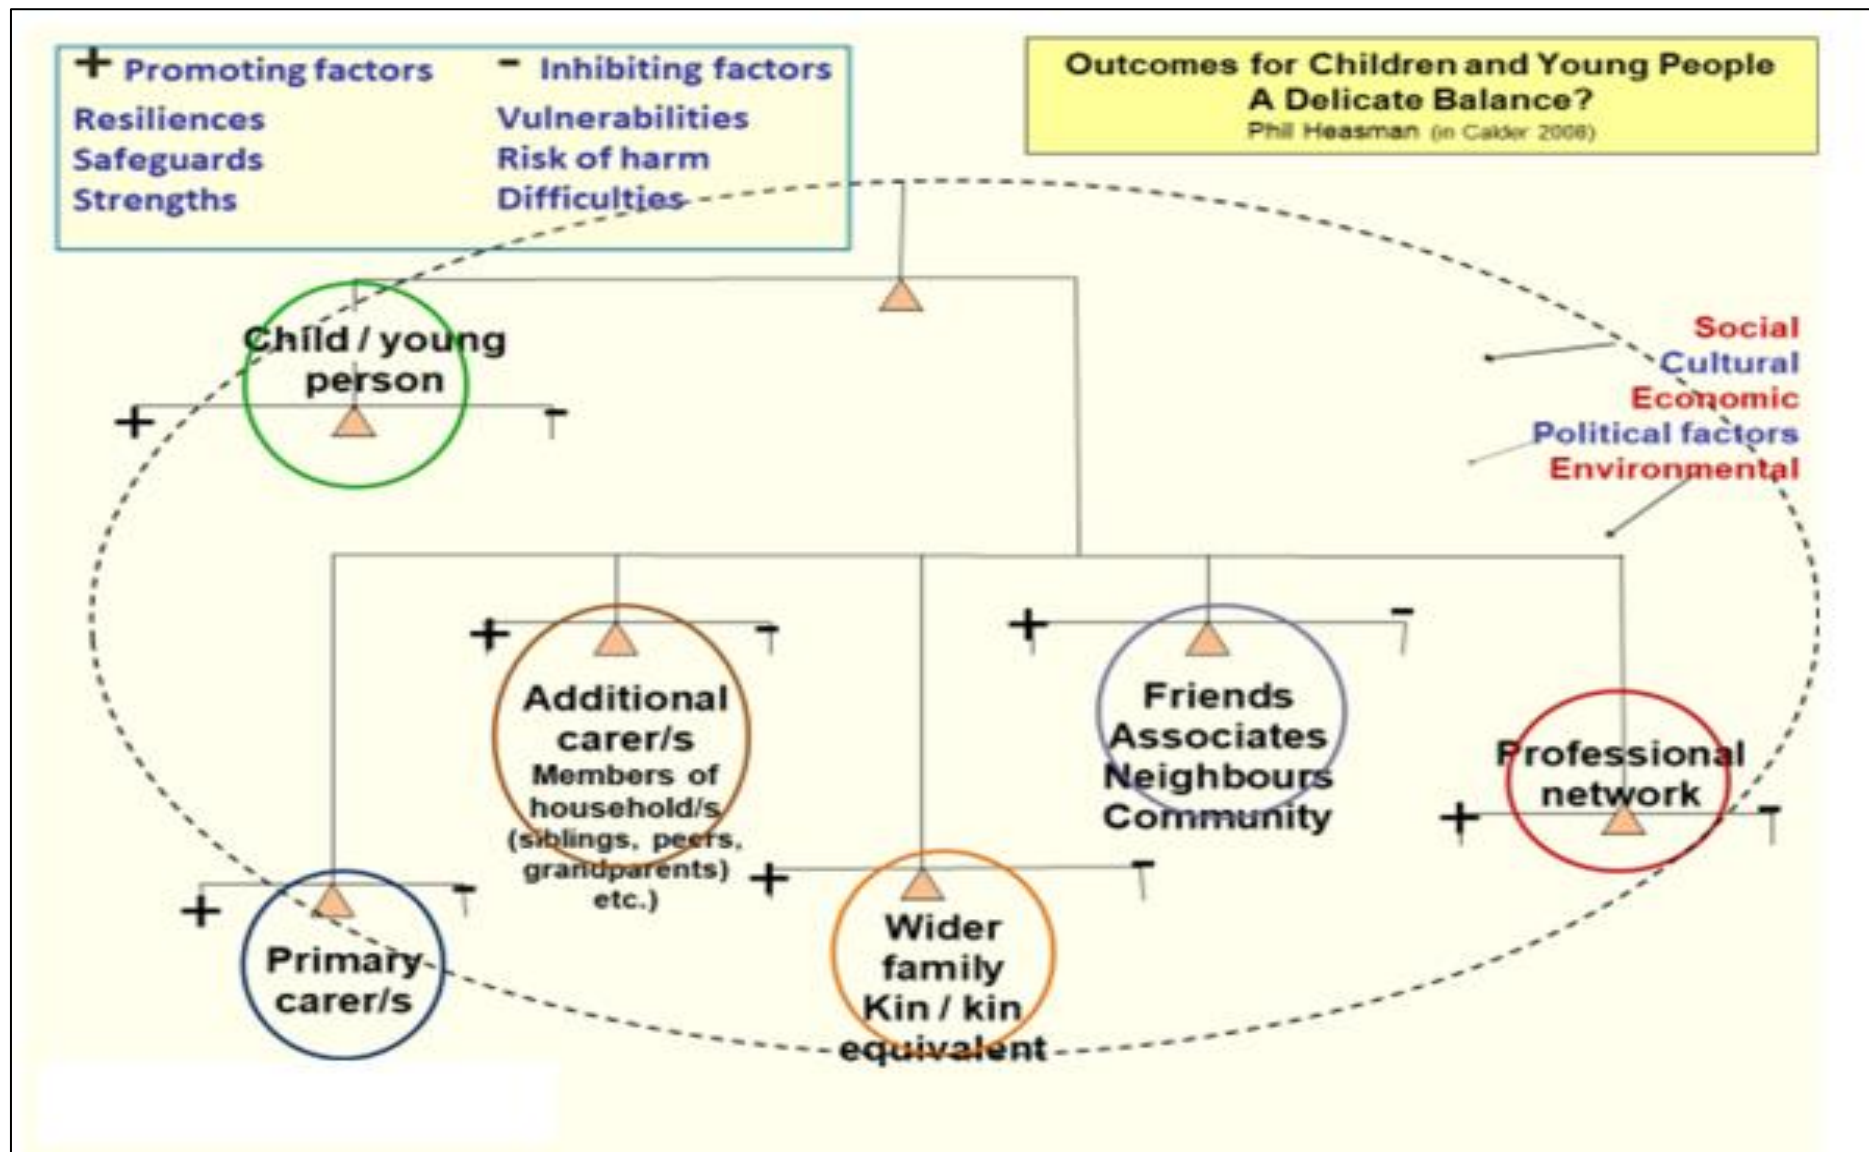 + Promoting factors
Resiliences
Safeguards
Strengths
- Inhibiting factors
Vulnerabilities
Risk of harm
Difficulties
Outcomes for Children and Young People
A Delicate Balance?
Phill Heasman (in Calder 2008)
Child / young
person
+ -
Social
Cultural
Economic
Political factors
Environmental
+ -
Additional
carer/s
Members of
household/s
(siblings, peers,
grandparents)
etc.)
+ -
Friends
Associates
Neighbours
Community
Professional
network
+ -
+ -
Primary
carer/s
+ -
Wider
family
Kin / kin
equivalent